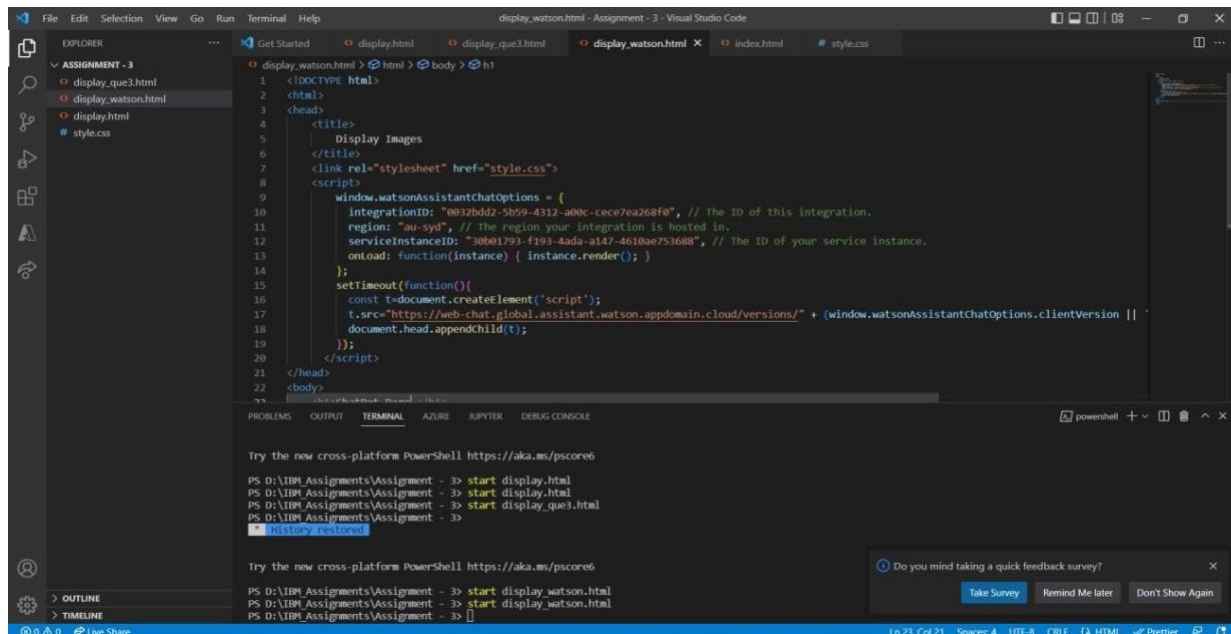 File Edit Selection View Go Run Terminal Help display_watson.html - Assignment - 3 - Visual Studio Code
EXPLORER ...
ASSIGNMENT - 3
display_que3.html
display_watson.html
display.html
# style.css
OUTLINE
TIMELINE
Get Started display.html display_que3.html display_watson.html index.html # style.css
display_watson.html > html > body > h1
1 <!DOCTYPE html>
2 <html>
3 <head>
4 <title>
5 Display Images
6 </title>
7 <link rel="stylesheet" href="style.css">
8 <script>
9 window.watsonAssistantChatOptions = {
10 integrationID: "0032bdd2-5b59-4312-a00c-cece7ea268f0", // The ID of this integration.
11 region: "au-syd", // The region your integration is hosted in.
12 serviceInstanceID: "30b01793-f193-4ada-a147-4610ae753688", // The ID of your service instance.
13 onLoad: function(instance) { instance.render(); }
14 };
15 setTimeout(function(){
16 const t=document.createElement('script');
17 t.src="https://web-chat.global.assistant.watson.appdomain.cloud/versions/" + (window.watsonAssistantChatOptions.clientVersion ||
18 document.head.appendChild(t);
19 });
20 </script>
21 </head>
22 <body>
23 <h1>ChatBot Page </h1>
PROBLEMS OUTPUT TERMINAL AZURE JUPYTER DEBUG CONSOLE powershell
Try the new cross-platform PowerShell https://aka.ms/pscore6
PS D:\IBM_Assignments\Assignment - 3> start display.html
PS D:\IBM_Assignments\Assignment - 3> start display.html
PS D:\IBM_Assignments\Assignment - 3> start display_que3.html
PS D:\IBM_Assignments\Assignment - 3>
* History restored
Try the new cross-platform PowerShell https://aka.ms/pscore6
PS D:\IBM_Assignments\Assignment - 3> start display_watson.html
PS D:\IBM_Assignments\Assignment - 3> start display_watson.html
PS D:\IBM_Assignments\Assignment - 3>
Do you mind taking a quick feedback survey?
Take Survey Remind Me later Don't Show Again
0 0 Live Share Ln 23, Col 21 Spaces: 4 UTF-8 CRLF HTML Prettier